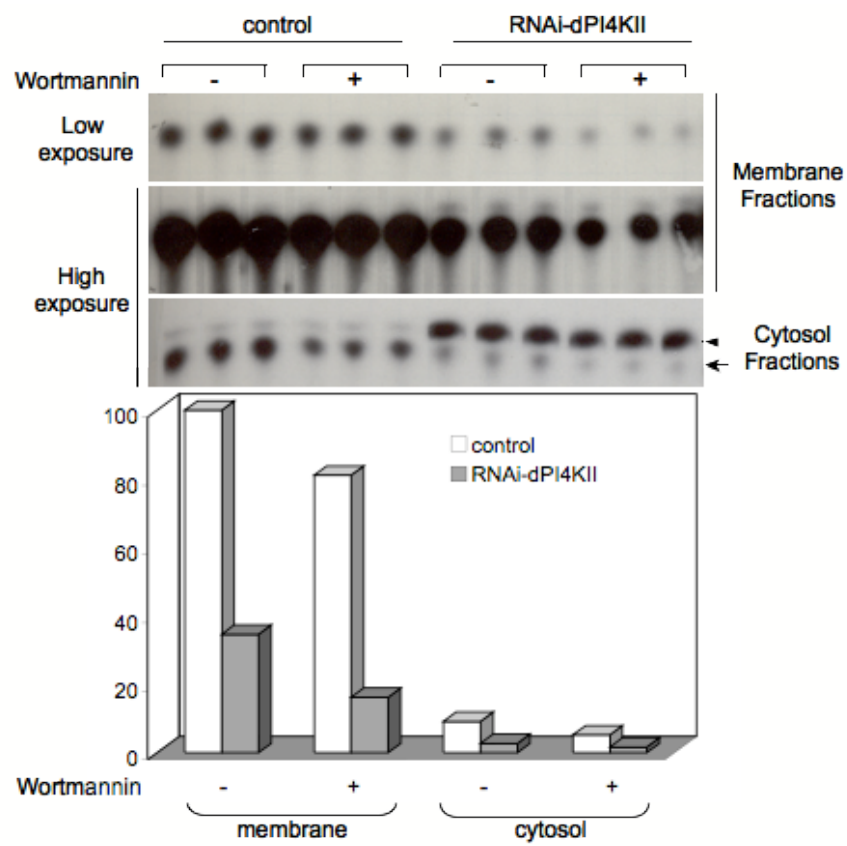 control RNAi-dPI4KII
Wortmannin - + - +
Low
exposure
Membrane
Fractions
High
exposure
Cytosol
Fractions
100
80
60
40
20
0
control
RNAi-dPI4KII
Wortmannin - + - +
membrane cytosol